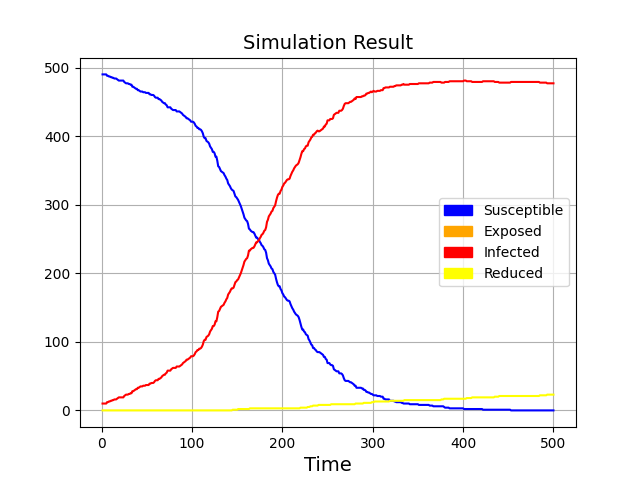 Simulation Result
500
400
300
200
100
0
Susceptible
Exposed
Infected
Reduced
0 100 200 300 400 500
Time